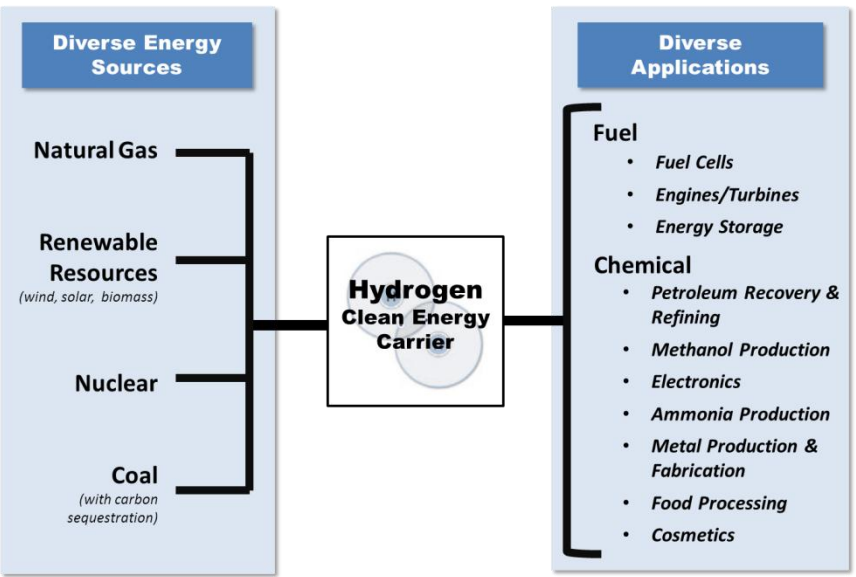 Diverse Energy
Sources
Natural Gas
Renewable
Resources
(wind, solar, biomass)
Nuclear
Coal
(with carbon
sequestration)
Hydrogen
Clean Energy
Carrier
Diverse
Applications
Fuel
• Fuel Cells
• Engines/Turbines
• Energy Storage
Chemical
• Petroleum Recovery &
Refining
• Methanol Production
• Electronics
• Ammonia Production
• Metal Production &
Fabrication
• Food Processing
• Cosmetics